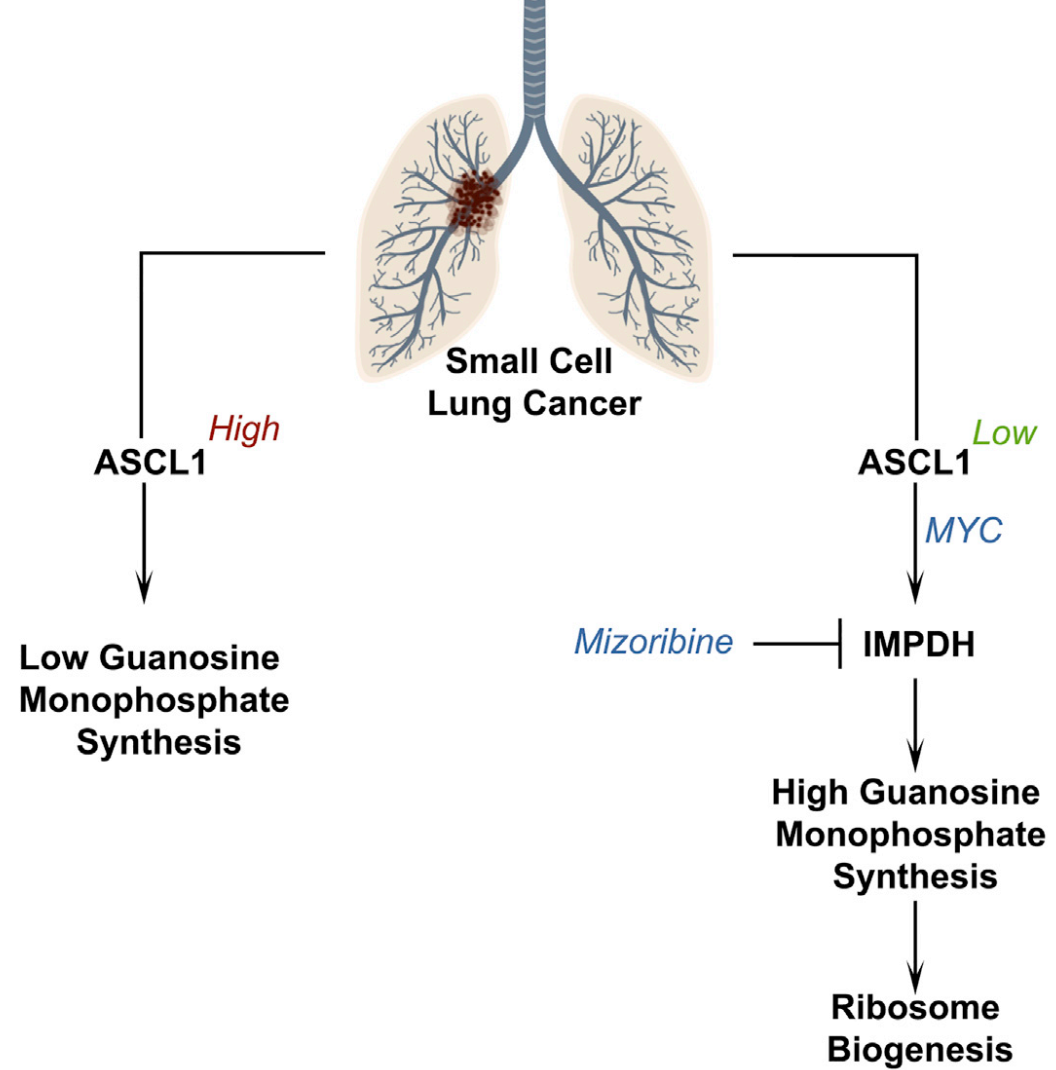 Small Cell
Lung Cancer
High
ASCL1
Low Guanosine
Monophosphate
Synthesis
Low
ASCL1
MYC
Mizoribine
IMPDH
High Guanosine
Monophosphate
Synthesis
Ribosome
Biogenesis